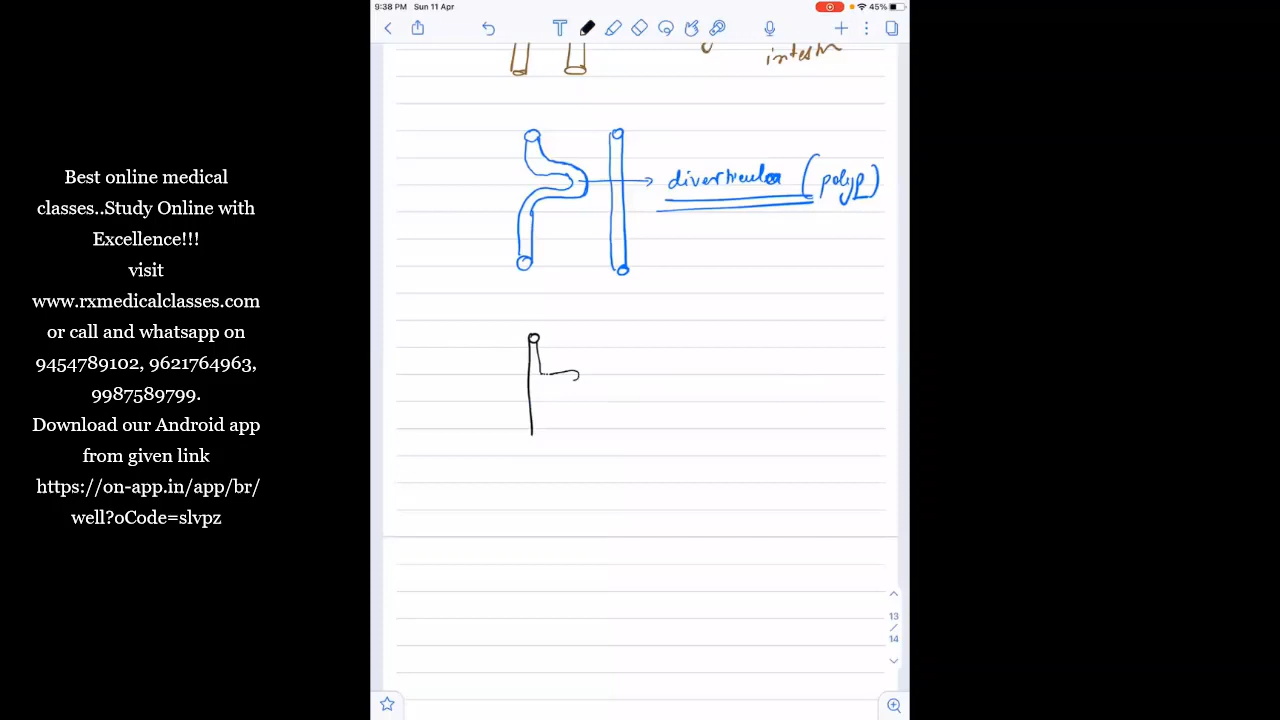 9:38 PM Sun 11 Apr
45%
intestin
diverticula (polyp)
Best online medical
classes..Study Online with
Excellence!!!
visit
www.rxmedicalclasses.com
or call and whatsapp on
9454789102, 9621764963,
9987589799.
Download our Android app
from given link
https://on-app.in/app/br/
well?oCode=slvpz
13
/
14